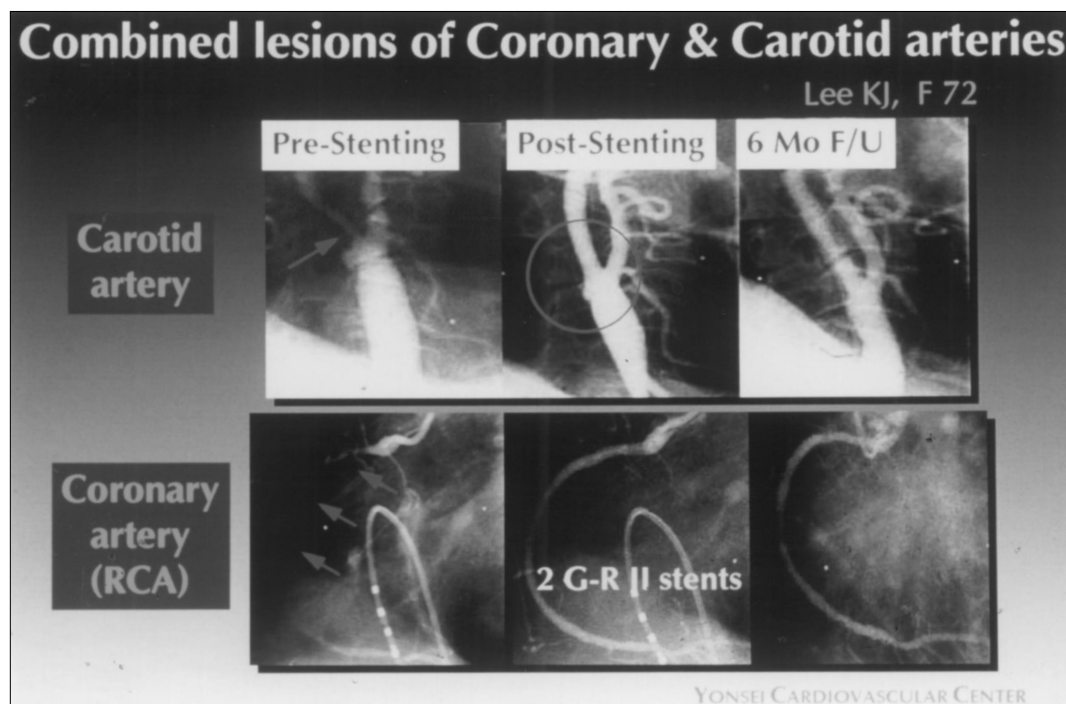 Combined lesions of Coronary & Carotid arteries
Lee KJ, F 72
Pre-Stenting
Post-Stenting
6 Mo F/U
Carotid
artery
Coronary
artery
(RCA)
2 G-R II stents
YONSEI CARDIOVASCULAR CENTER